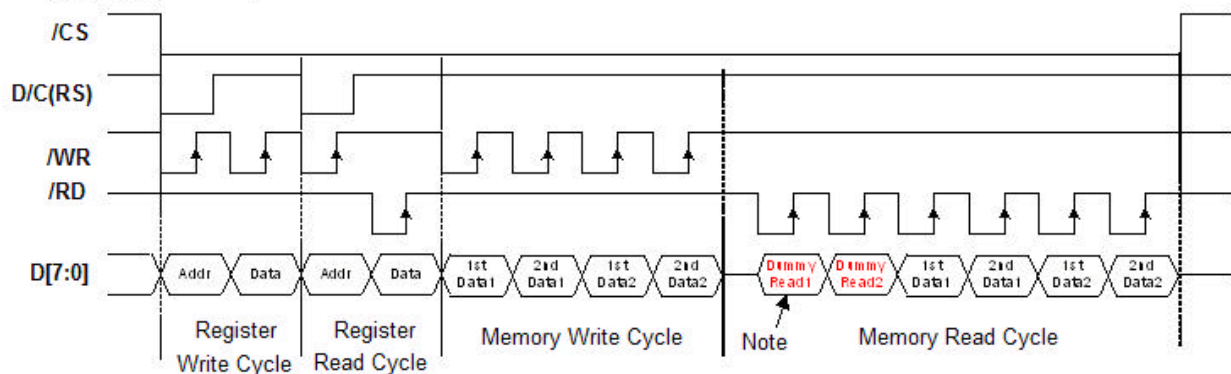 /CS
D/C(RS)
/WR
/RD
D[7:0]
Addr
Data
Addr
Data
1st
Data1
2nd
Data1
1st
Data2
2nd
Data2
Dummy
Read1
Dummy
Read2
1st
Data1
2nd
Data1
1st
Data2
2nd
Data2
Register
Write Cycle
Register
Read Cycle
Memory Write Cycle
Note
Memory Read Cycle